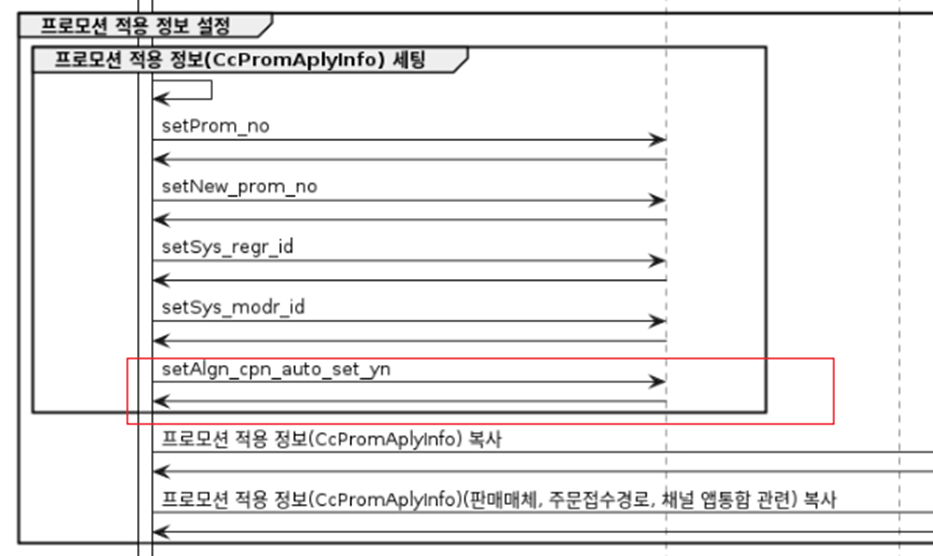 프로모션 적용 정보 설정
프로모션 적용 정보(CcPromAplyInfo) 세팅
setProm_no
setNew_prom_no
setSys_regr_id
setSys_modr_id
setAlgn_cpn_auto_set_yn
프로모션 적용 정보(CcPromAplyInfo) 복사
프로모션 적용 정보(CcPromAplyInfo)(판매매체, 주문접수경로, 채널 앱통합 관련) 복사